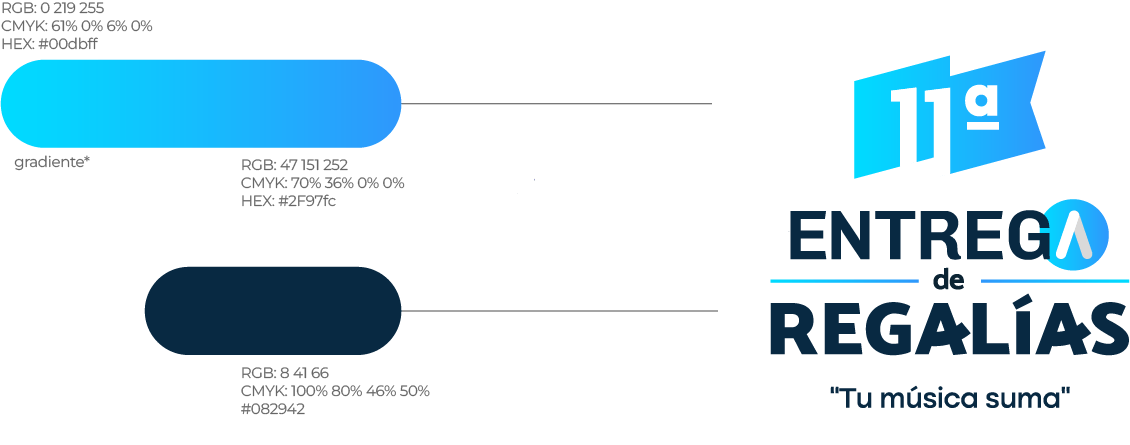 RGB: 0 219 255
CMYK: 61% 0% 6% 0%
HEX: #00dbff
gradiente*
RGB: 47 151 252
CMYK: 70% 36% 0% 0%
HEX: #2F97fc
RGB: 8 41 66
CMYK: 100% 80% 46% 50%
#082942
11ª
ENTREGA
de
REGALÍAS
"Tu música suma"